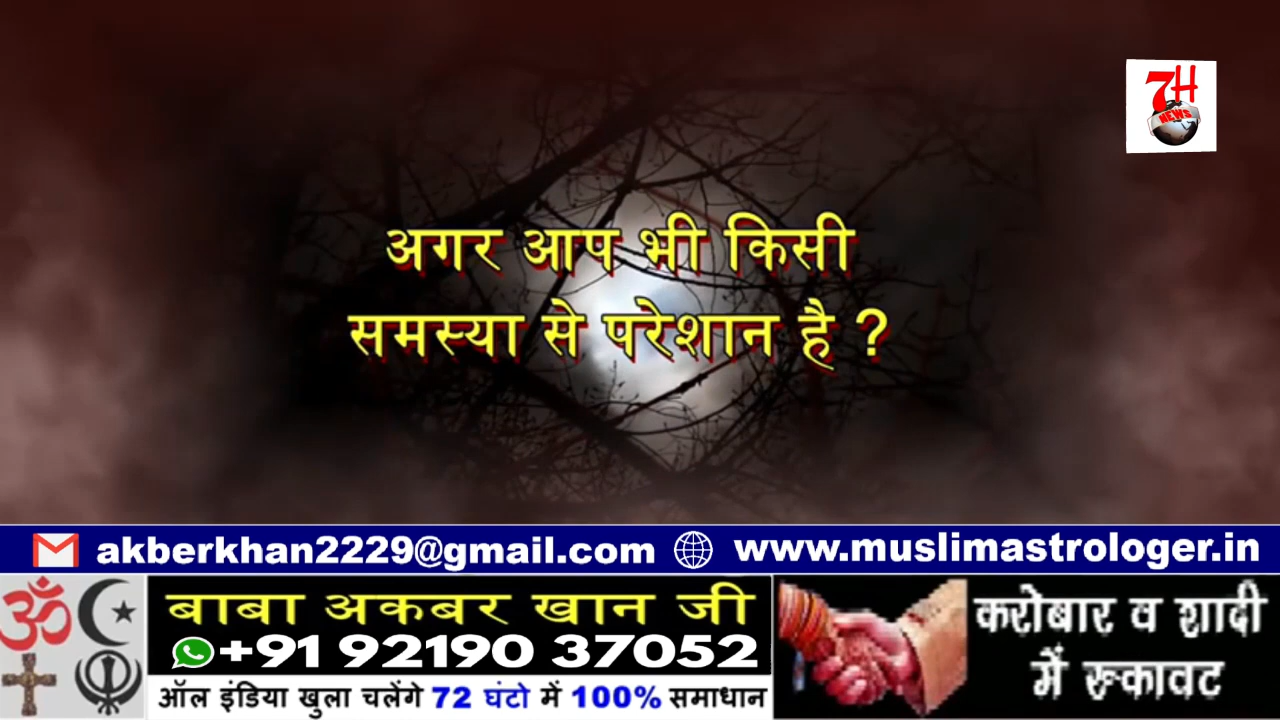 7H
NEWS
अगर आप भी किसी
समस्या से परेशान है ?
akberkhan2229@gmail.com www.muslimastrologer.in
बाबा अकबर खान जी
+91 92190 37052
ऑल इंडिया खुला चलेंगे 72 घंटो में 100% समाधान
करोबार व शादी
में रूकावट